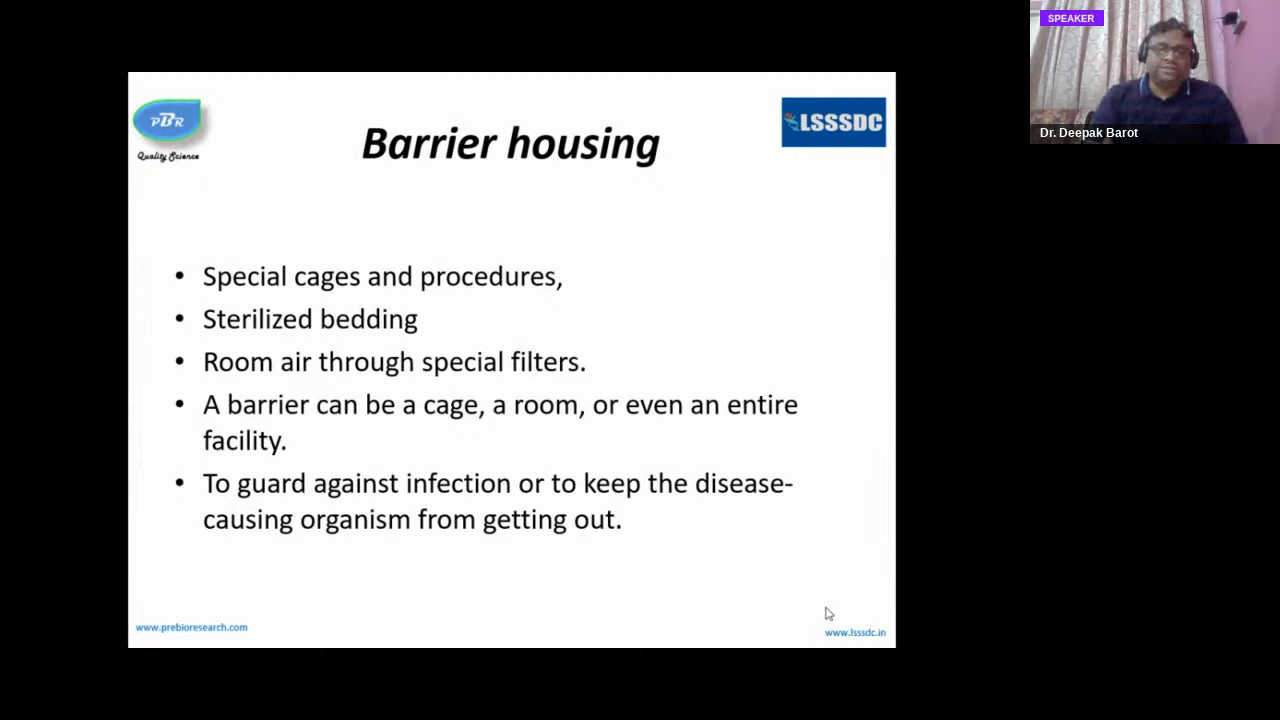 SPEAKER
Dr. Deepak Barot
PBR
Quality Science
LSSSDC
Barrier housing
• Special cages and procedures,
• Sterilized bedding
• Room air through special filters.
• A barrier can be a cage, a room, or even an entire
facility.
• To guard against infection or to keep the disease-
causing organism from getting out.
www.prebioresearch.com
www.lsssdc.in